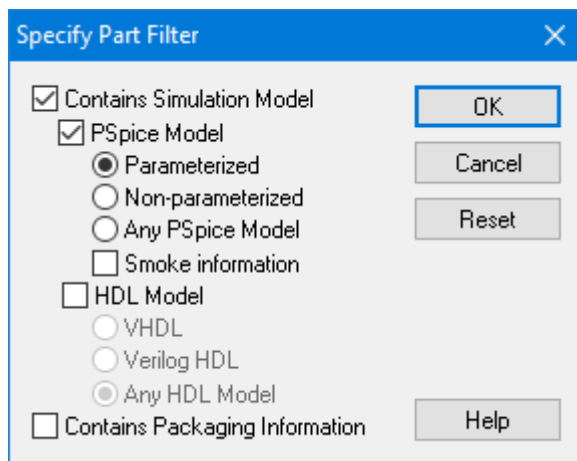 Specify Part Filter
Contains Simulation Model
OK
PSpice Model
Parameterized
Cancel
Non-parameterized
Any PSpice Model
Reset
Smoke information
HDL Model
VHDL
Verilog HDL
Any HDL Model
Contains Packaging Information
Help